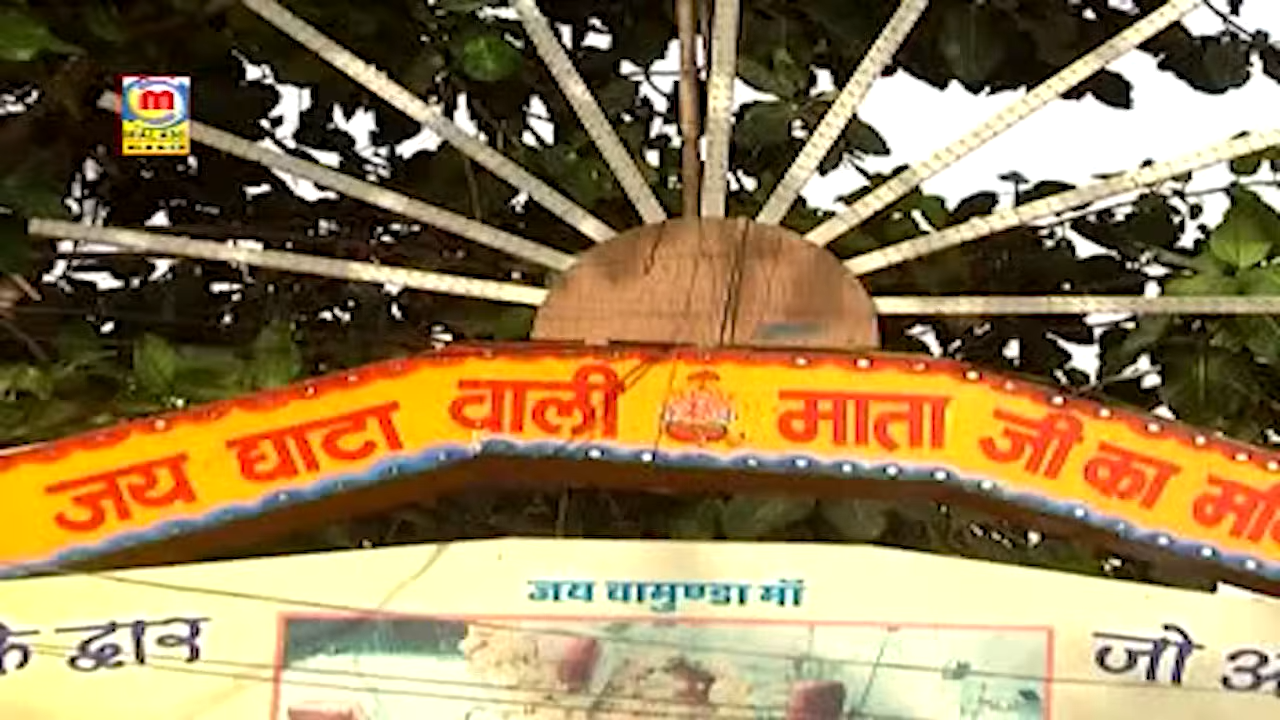 जय घाटा वाली माता जी का
जय चामुण्डा माँ
के द्वार
जो